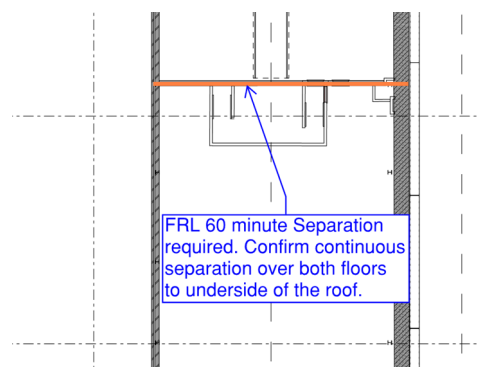 FRL 60 minute Separation
required. Confirm continuous
separation over both floors
to underside of the roof.